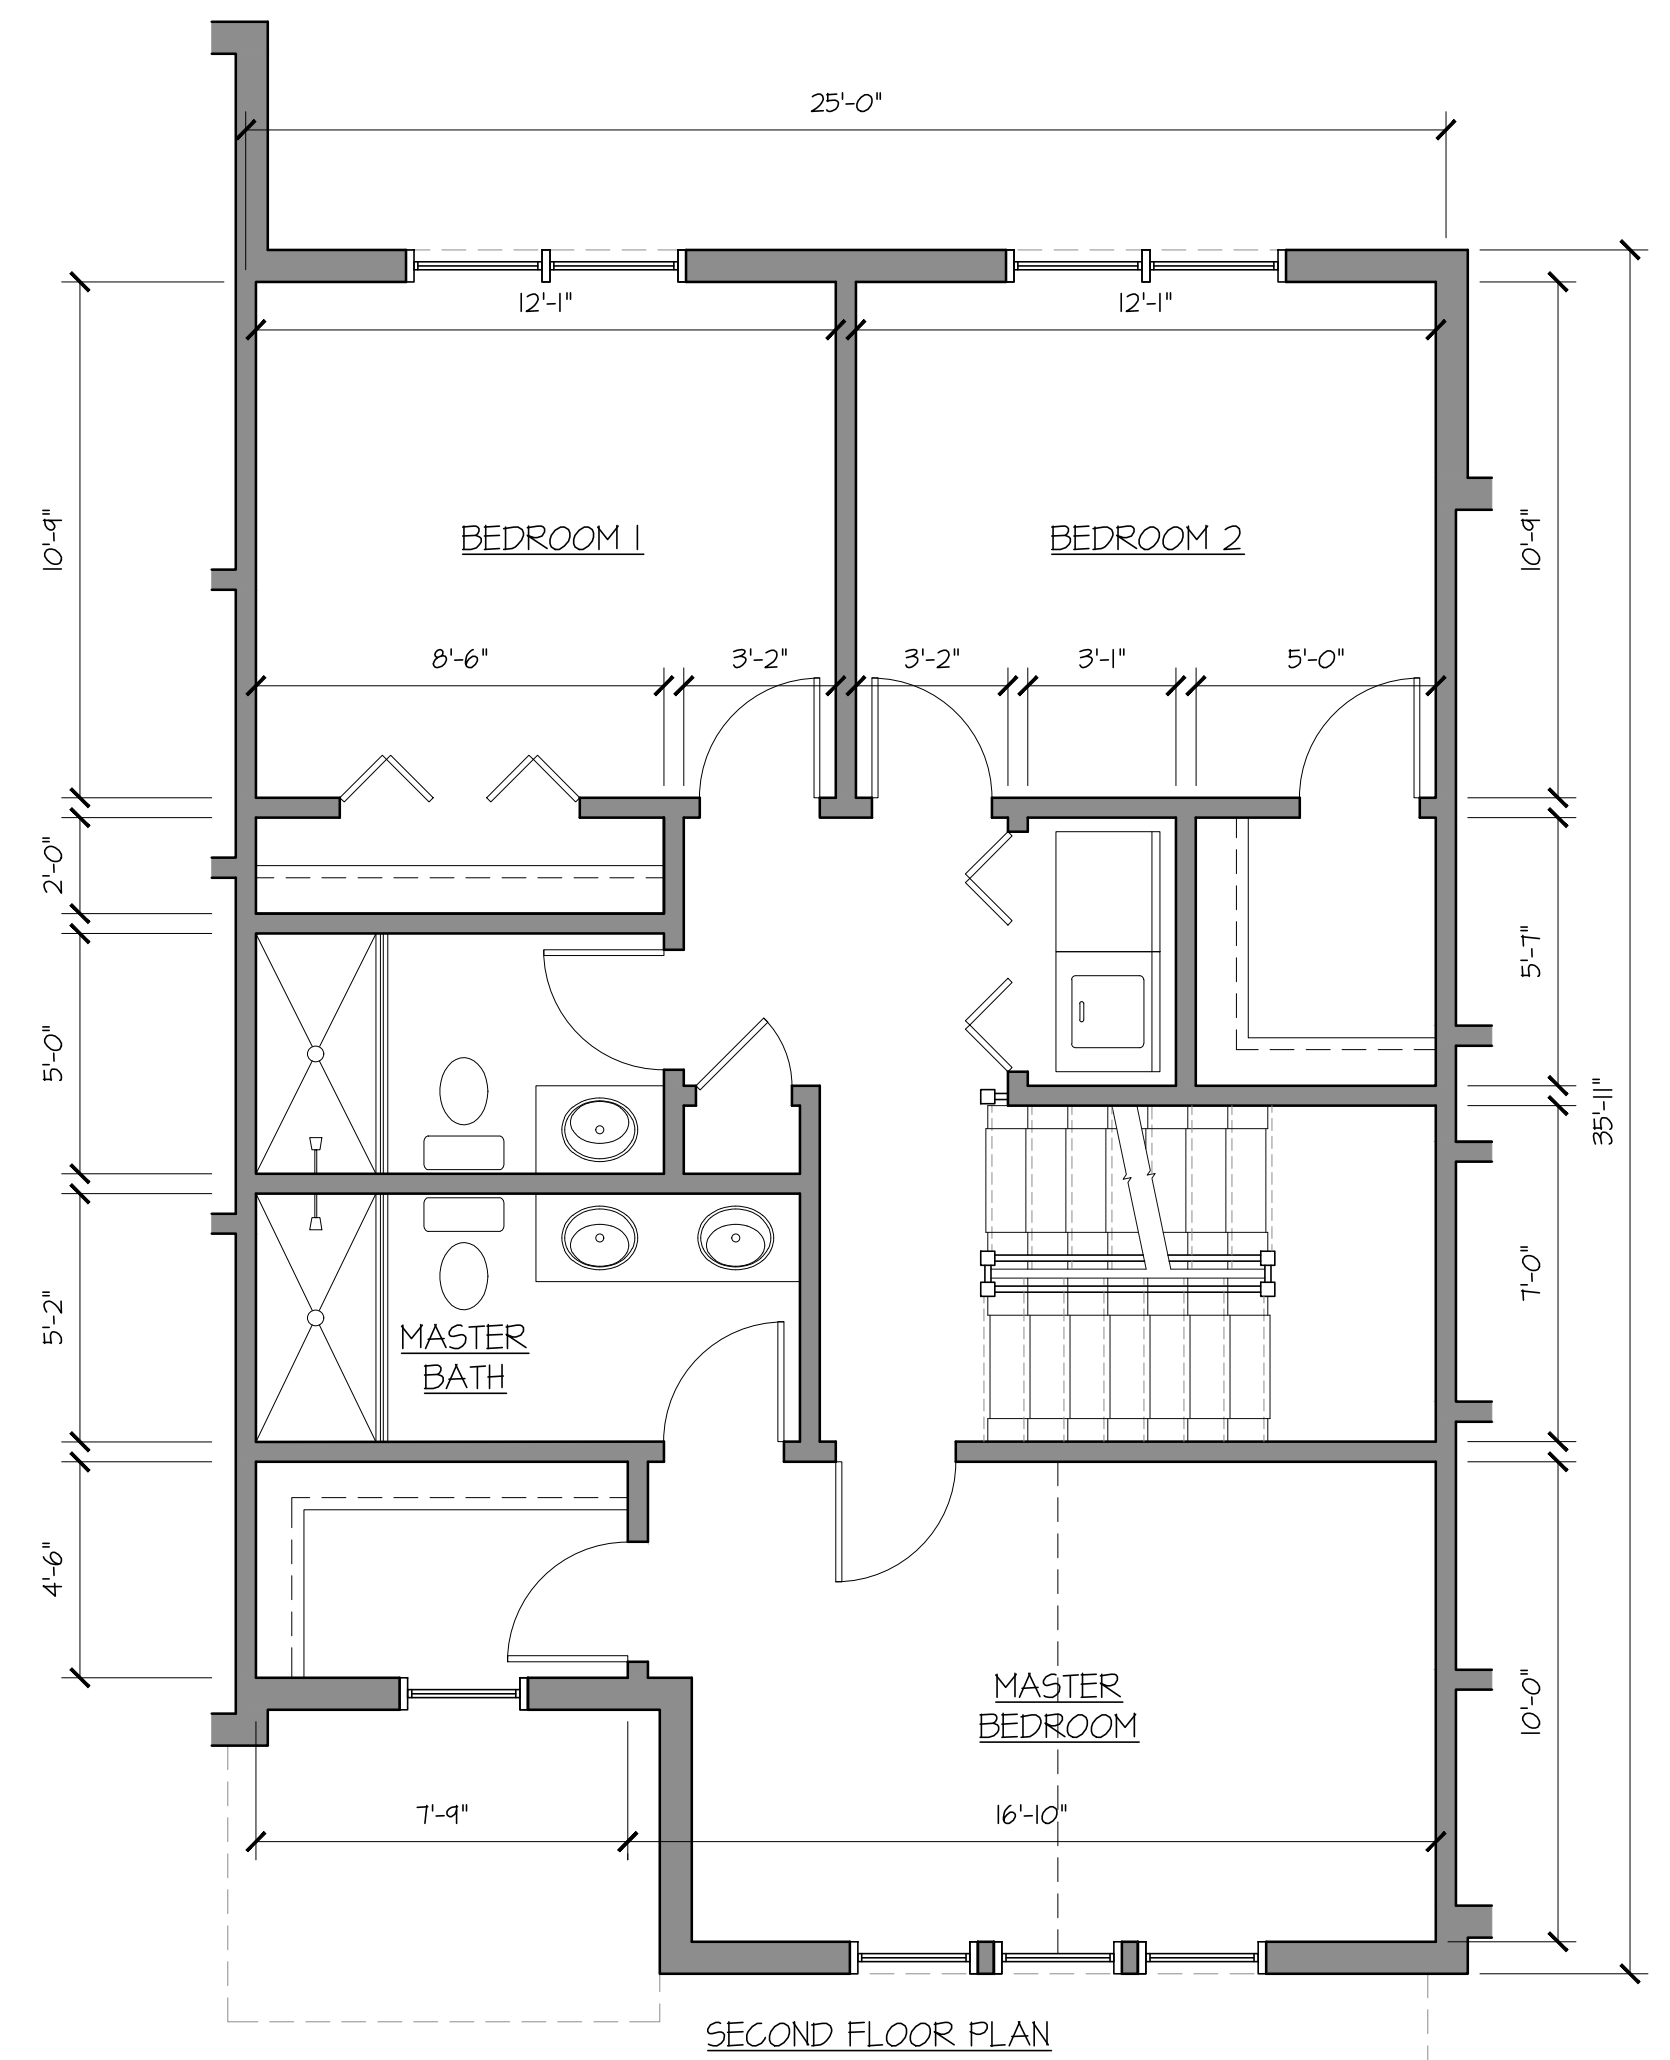 25'-0"
12'-1"
12'-1"
10'-9"
BEDROOM 1
BEDROOM 2
10'-9"
8'-6"
3'-2"
3'-2"
3'-1"
5'-0"
2'-0"
5'-7"
5'-0"
35'-11"
7'-0"
5'-2"
MASTER
BATH
4'-6"
MASTER
BEDROOM
10'-0"
7'-9"
16'-10"
SECOND FLOOR PLAN